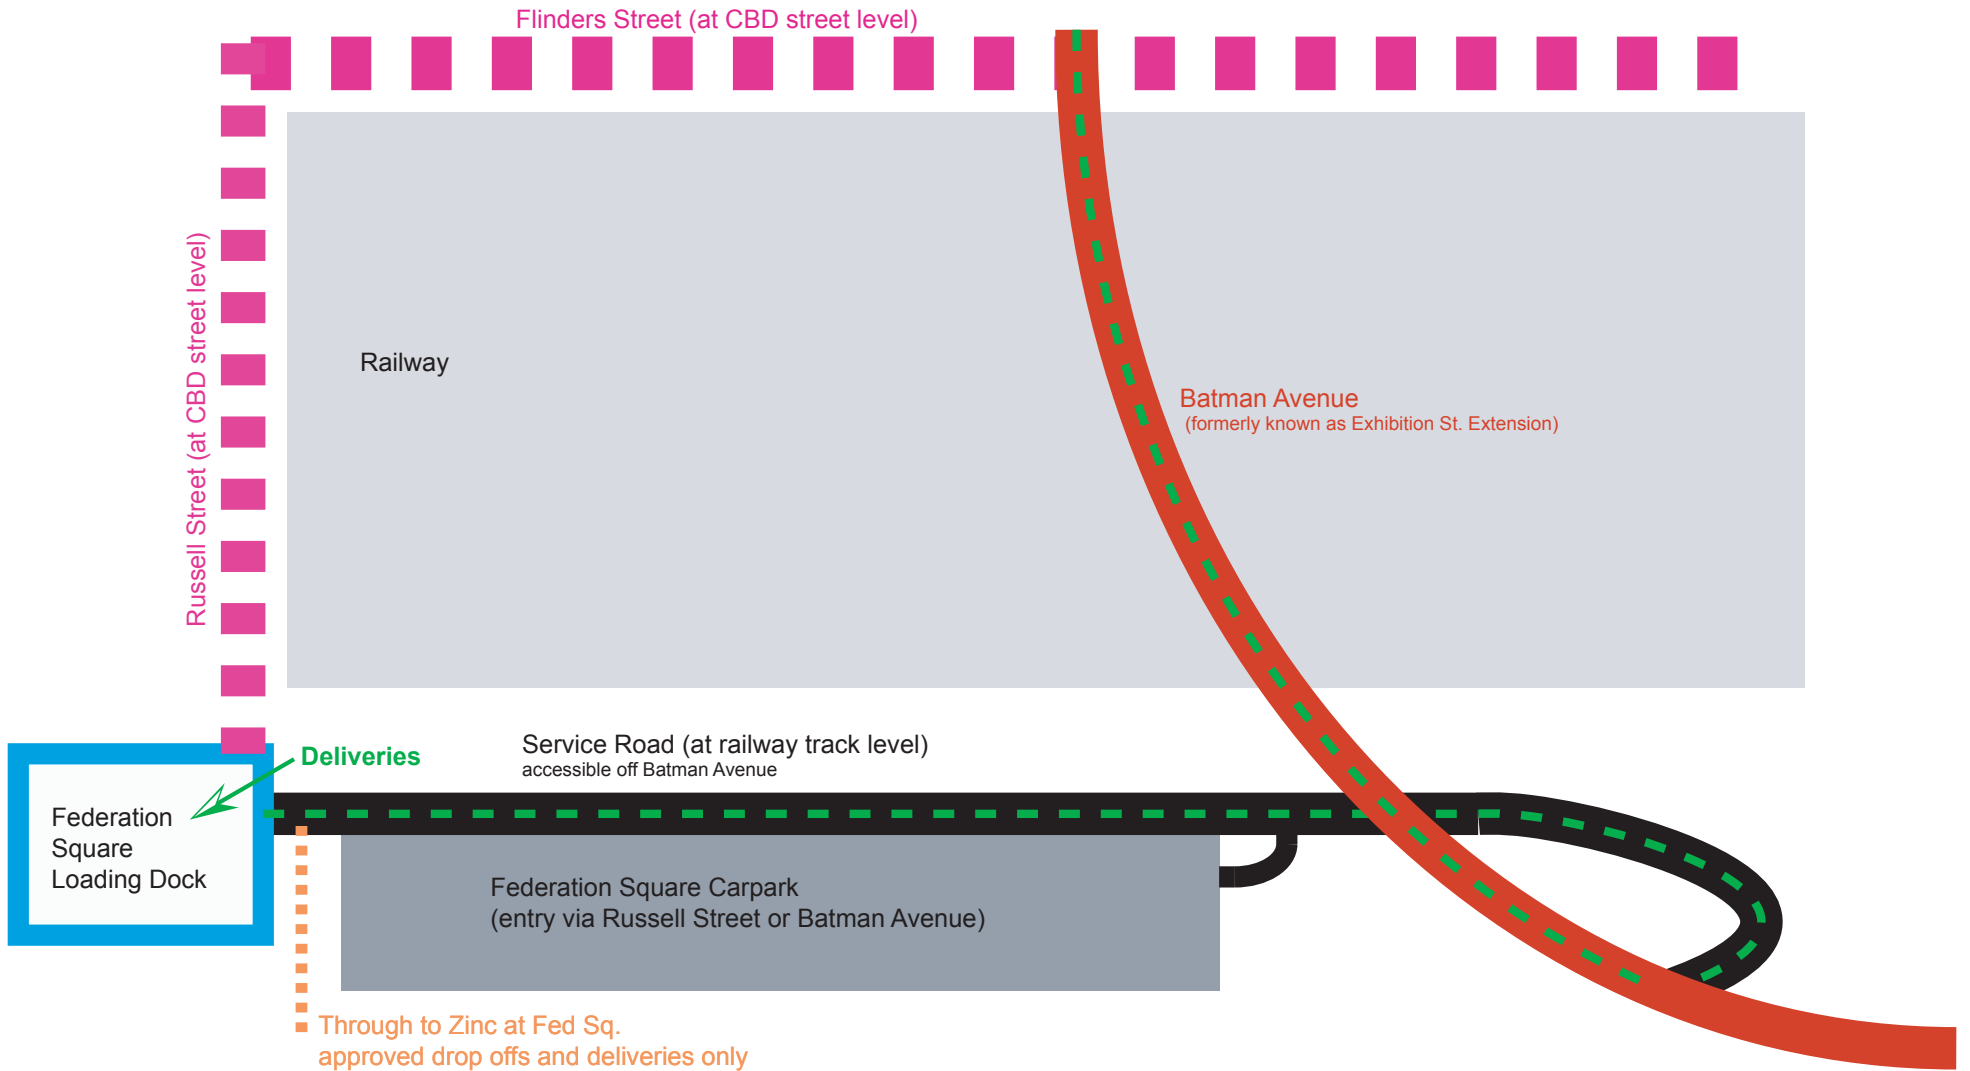 Flinders Street (at CBD street level)
Russell Street (at CBD street level)
Railway
Batman Avenue
(formerly known as Exhibition St. Extension)
Deliveries
Service Road (at railway track level)
accessible off Batman Avenue
Federation
Square
Loading Dock
Federation Square Carpark
(entry via Russell Street or Batman Avenue)
Through to Zinc at Fed Sq.
approved drop offs and deliveries only